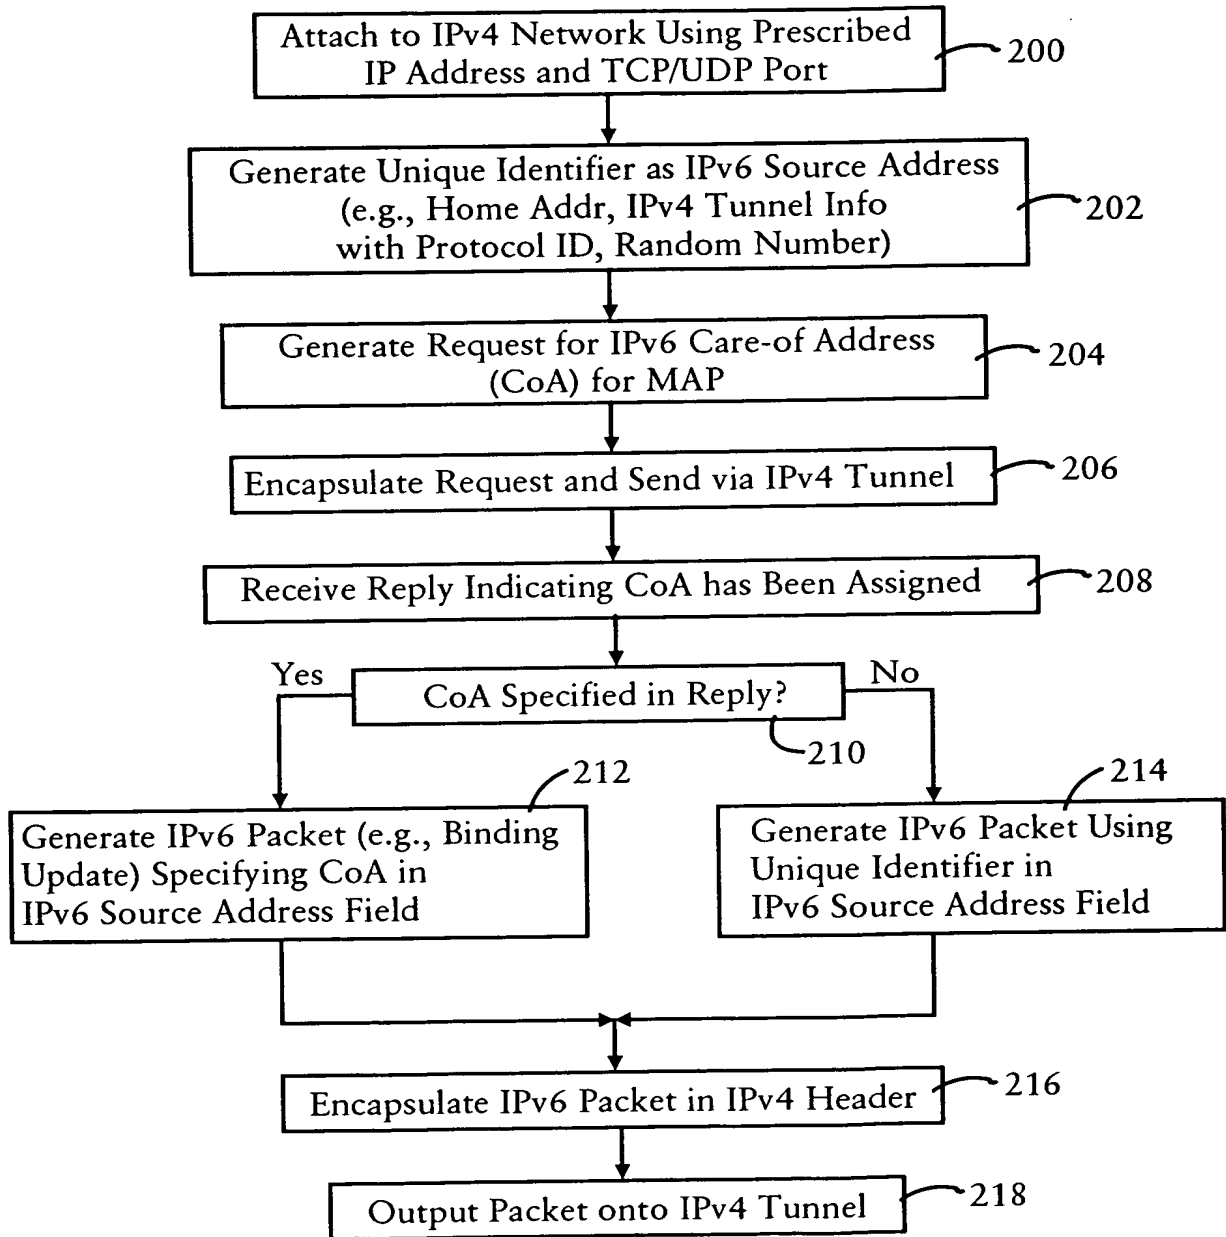 Attach to IPv4 Network Using Prescribed
IP Address and TCP/UDP Port
200
Generate Unique Identifier as IPv6 Source Address
(e.g., Home Addr, IPv4 Tunnel Info
with Protocol ID, Random Number)
202
Generate Request for IPv6 Care-of Address
(CoA) for MAP
204
Encapsulate Request and Send via IPv4 Tunnel
206
Receive Reply Indicating CoA has Been Assigned
208
Yes
CoA Specified in Reply?
No
210
212
Generate IPv6 Packet (e.g., Binding
Update) Specifying CoA in
IPv6 Source Address Field
214
Generate IPv6 Packet Using
Unique Identifier in
IPv6 Source Address Field
Encapsulate IPv6 Packet in IPv4 Header
216
Output Packet onto IPv4 Tunnel
218